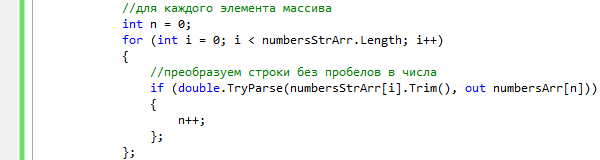 //для каждого элемента массива
int n = 0;
for (int i = 0; i < numbersStrArr.Length; i++)
{
//преобразуем строки без пробелов в числа
if (double.TryParse(numbersStrArr[i].Trim(), out numbersArr[n]))
{
n++;
};
};